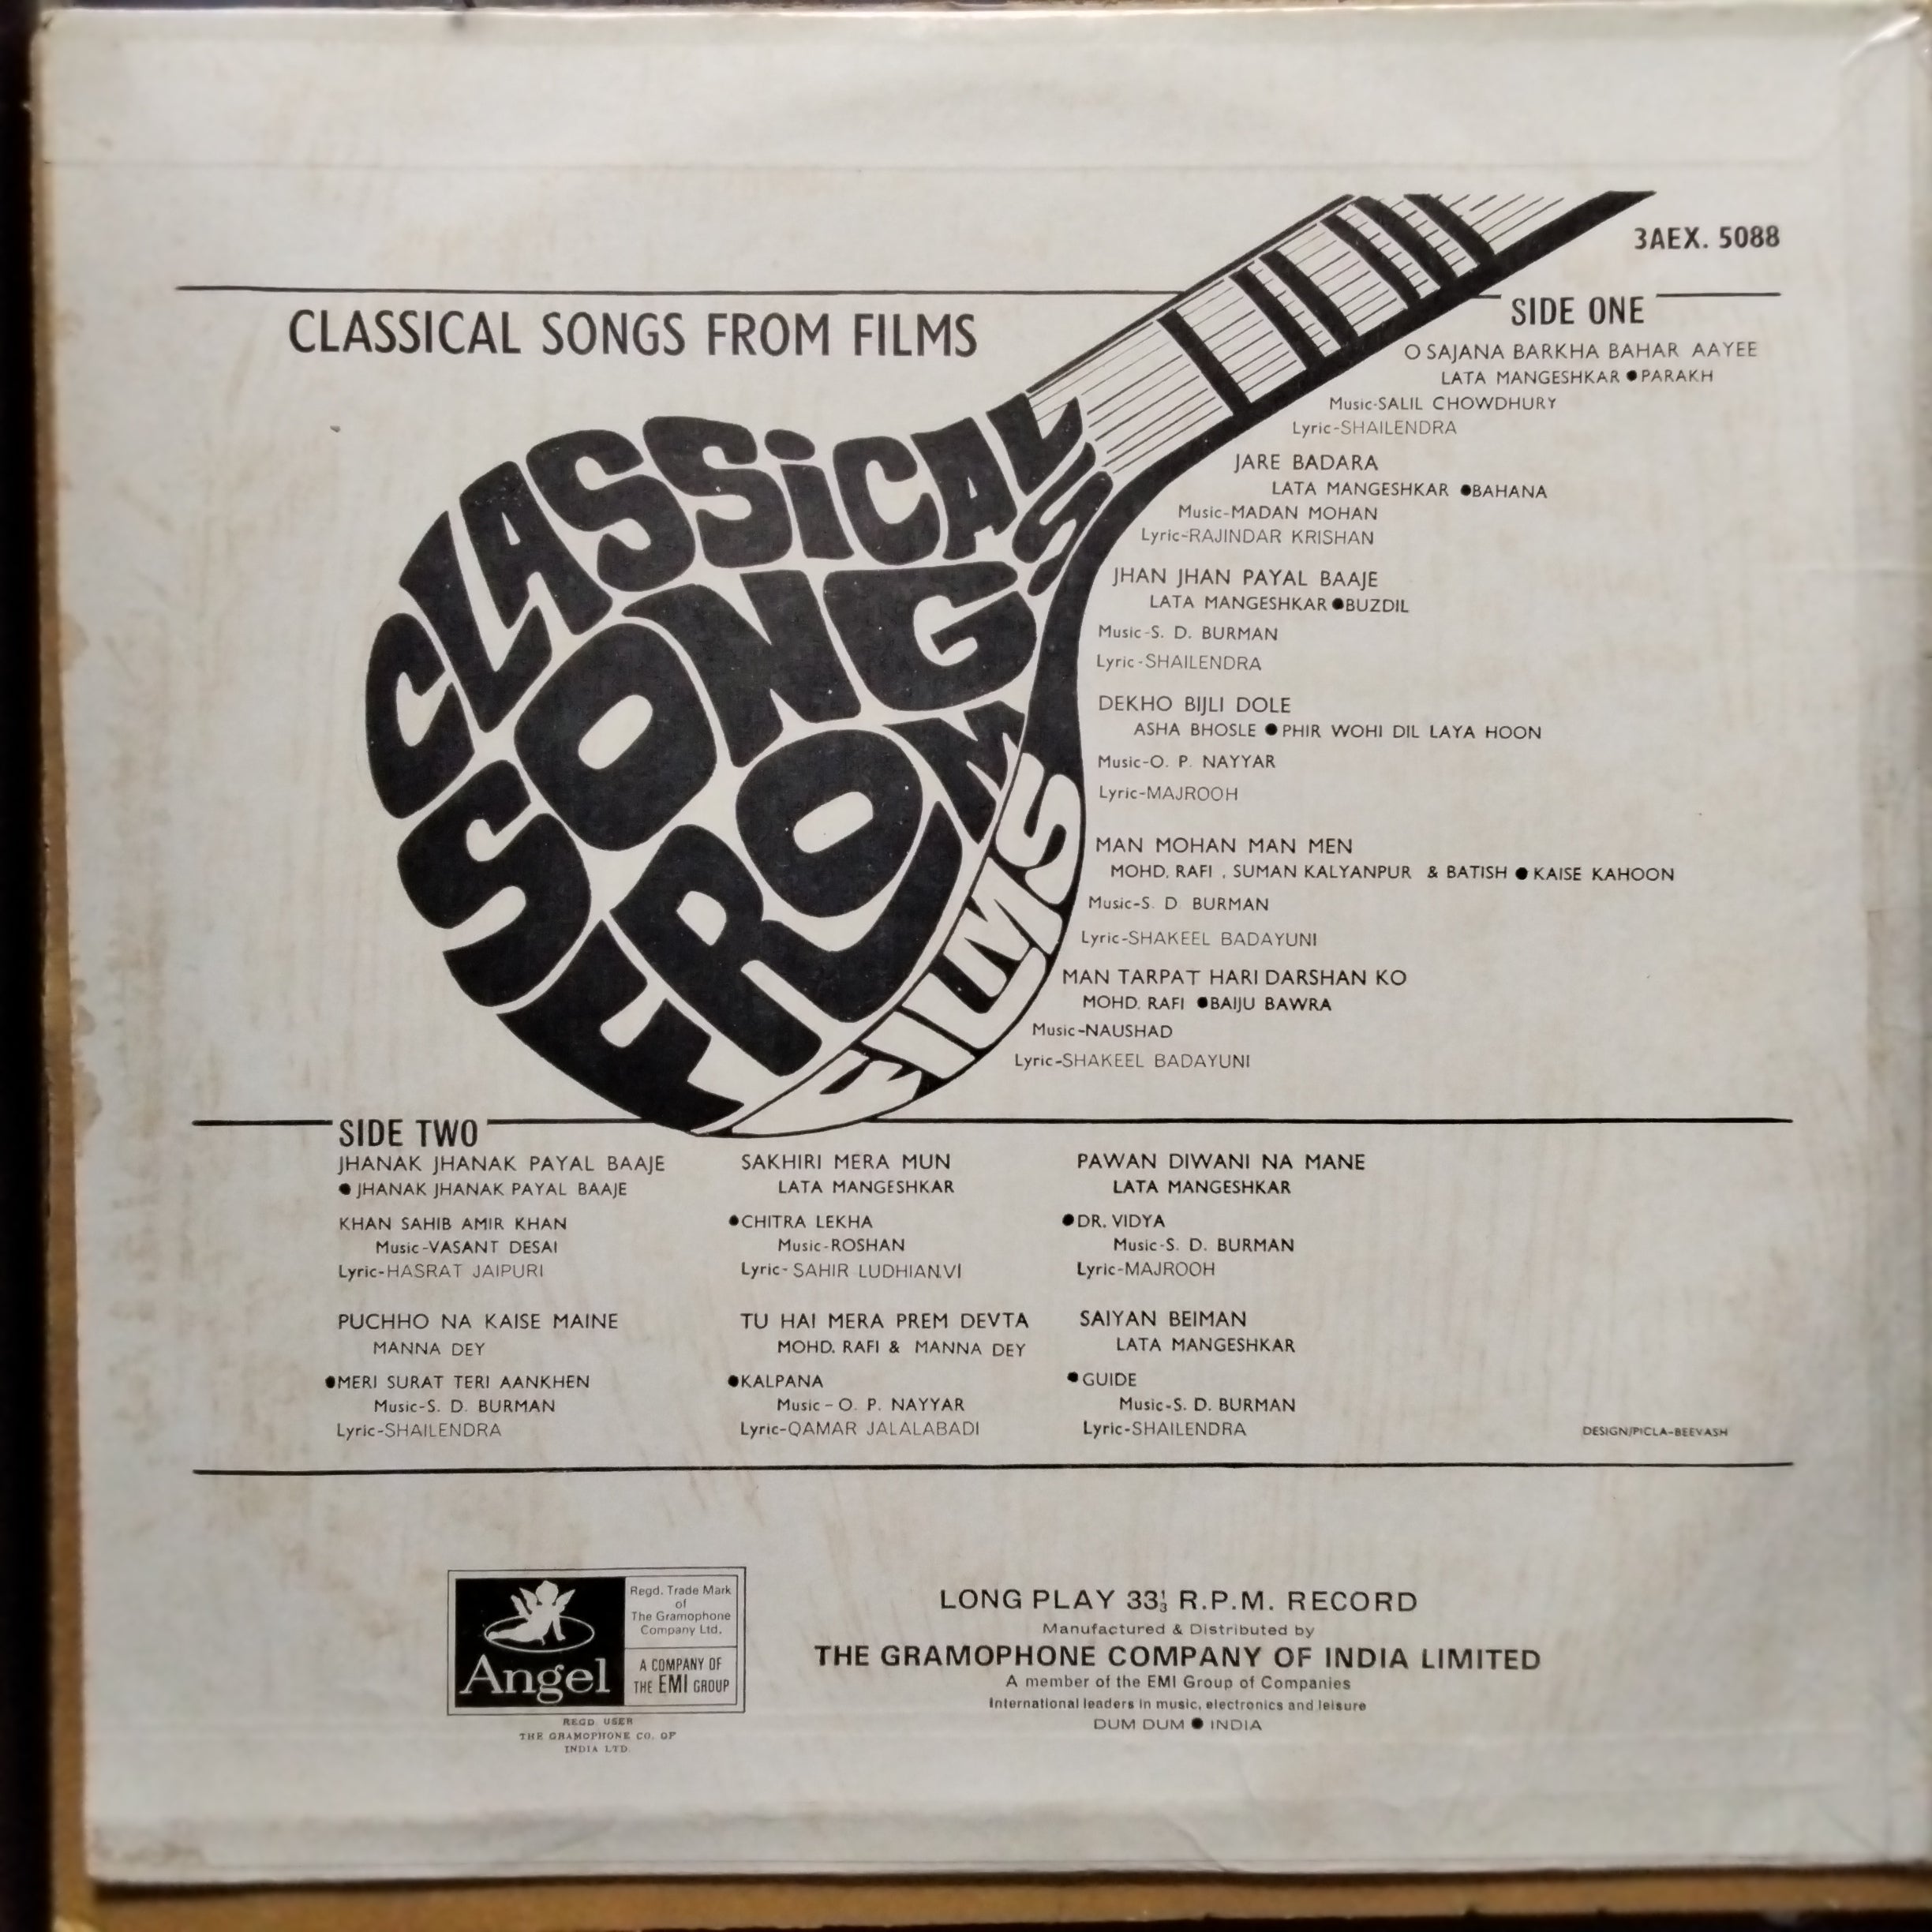 3AEX. 5088
CLASSICAL SONGS FROM FILMS
CLASSiCAL
SONGS
FROM
FILMS
SIDE ONE
O SAJANA BARKHA BAHAR AAYEE
LATA MANGESHKAR ● PARAKH
Music-SALIL CHOWDHURY
Lyric-SHAILENDRA
JARE BADARA
LATA MANGESHKAR ● BAHANA
Music-MADAN MOHAN
Lyric-RAJINDAR KRISHAN
JHAN JHAN PAYAL BAAJE
LATA MANGESHKAR ● BUZDIL
Music-S. D. BURMAN
Lyric-SHAILENDRA
DEKHO BIJLI DOLE
ASHA BHOSLE ● PHIR WOHI DIL LAYA HOON
Music-O. P. NAYYAR
Lyric-MAJROOH
MAN MOHAN MAN MEN
MOHD. RAFI , SUMAN KALYANPUR & BATISH ● KAISE KAHOON
Music-S. D BURMAN
Lyric-SHAKEEL BADAYUNI
MAN TARPAT HARI DARSHAN KO
MOHD. RAFI ● BAIJU BAWRA
Music-NAUSHAD
Lyric-SHAKEEL BADAYUNI
SIDE TWO
JHANAK JHANAK PAYAL BAAJE
● JHANAK JHANAK PAYAL BAAJE
KHAN SAHIB AMIR KHAN
Music-VASANT DESAI
Lyric-HASRAT JAIPURI
PUCHHO NA KAISE MAINE
MANNA DEY
● MERI SURAT TERI AANKHEN
Music-S. D. BURMAN
Lyric-SHAILENDRA
SAKHIRI MERA MUN
LATA MANGESHKAR
● CHITRA LEKHA
Music-ROSHAN
Lyric-SAHIR LUDHIANVI
TU HAI MERA PREM DEVTA
MOHD. RAFI & MANNA DEY
● KALPANA
Music-O. P. NAYYAR
Lyric-QAMAR JALALABADI
PAWAN DIWANI NA MANE
LATA MANGESHKAR
● DR. VIDYA
Music-S. D. BURMAN
Lyric-MAJROOH
SAIYAN BEIMAN
LATA MANGESHKAR
● GUIDE
Music-S. D. BURMAN
Lyric-SHAILENDRA
DESIGN/PICLA-BEEVASH
Angel
Regd. Trade Mark
of
The Gramophone
Company Ltd.
A COMPANY OF
THE EMI GROUP
REGD. USER
THE GRAMOPHONE CO. OF
INDIA LTD.
LONG PLAY 33⅓ R.P.M. RECORD
Manufactured & Distributed by
THE GRAMOPHONE COMPANY OF INDIA LIMITED
A member of the EMI Group of Companies
International leaders in music, electronics and leisure
DUM DUM ● INDIA